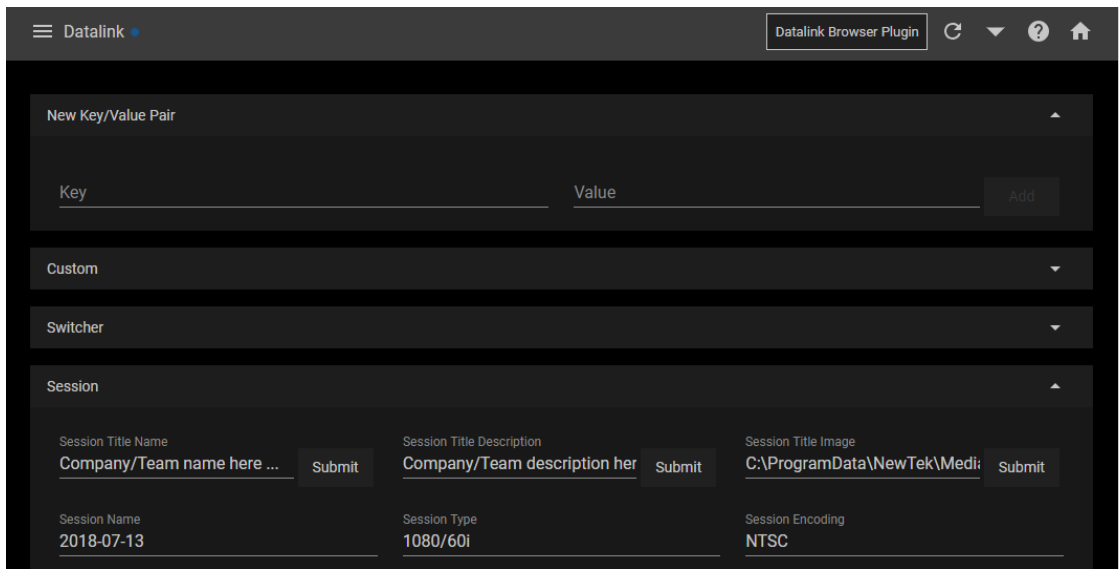 Datalink
Datalink Browser Plugin
New Key/Value Pair
Key Value Add
Custom
Switcher
Session
Session Title Name Session Title Description Session Title Image
Company/Team name here ... Submit Company/Team description her Submit C:\ProgramData\NewTek\Media Submit
Session Name Session Type Session Encoding
2018-07-13 1080/60i NTSC